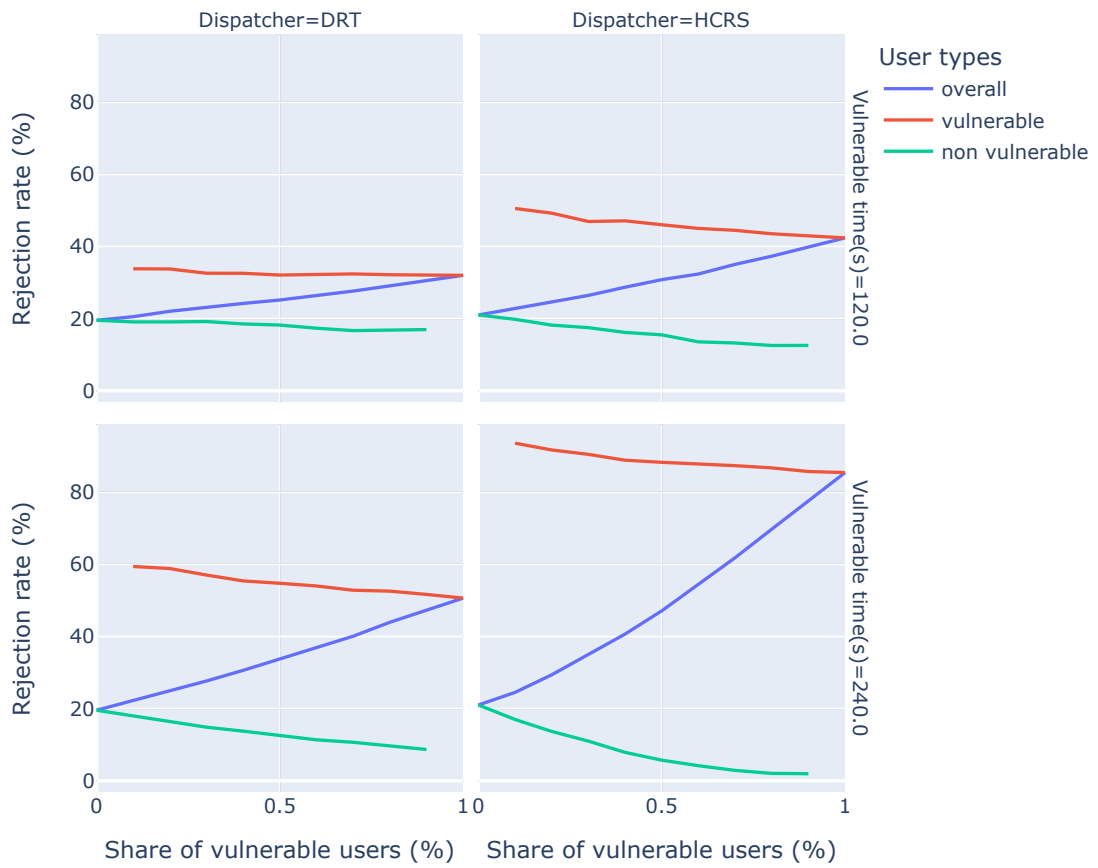 Dispatcher=DRT
Dispatcher=HCRS
User types
overall
vulnerable
non vulnerable
Rejection rate (%)
80
60
40
20
0
Vulnerable time(s)=120.0
Rejection rate (%)
80
60
40
20
0
Vulnerable time(s)=240.0
0
0.5
1
0
0.5
1
Share of vulnerable users (%)
Share of vulnerable users (%)